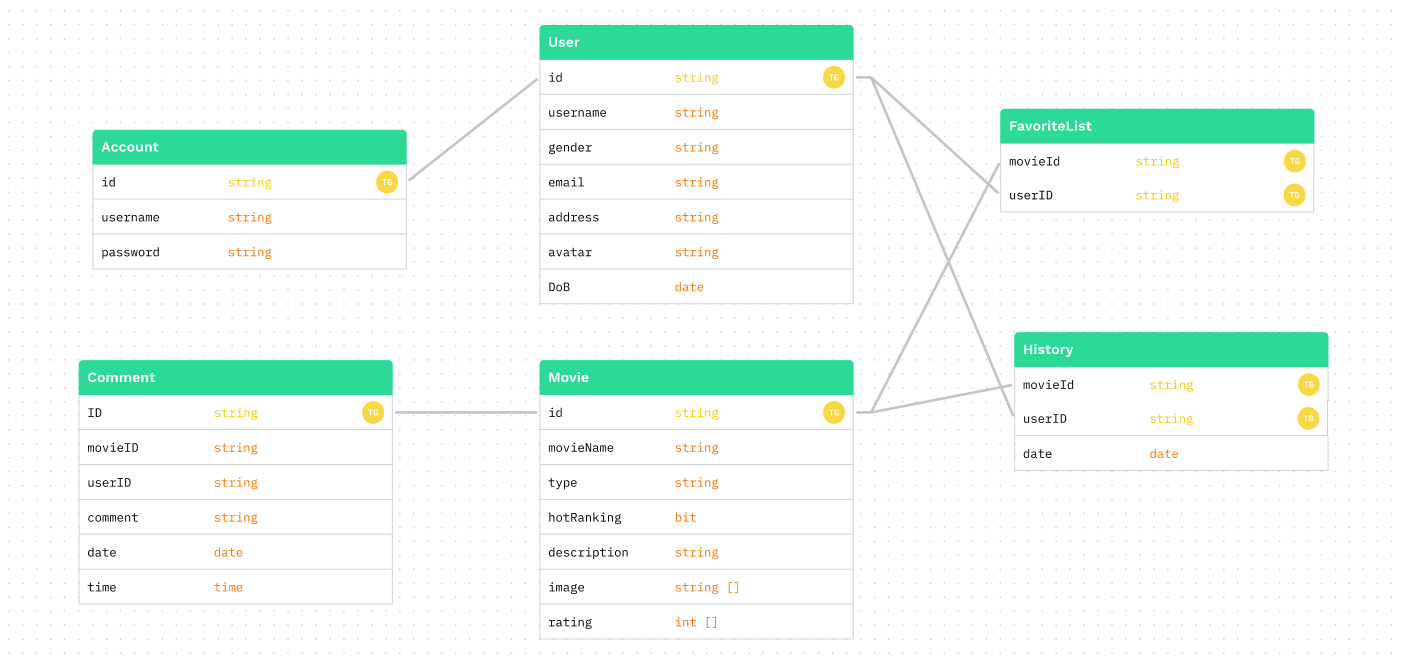 User
id string TG
username string
gender string
email string
address string
avatar string
DoB date
Account
id string TG
username string
password string
FavoriteList
movieId string TG
userID string TG
Comment
ID string TG
movieID string
userID string
comment string
date date
time time
Movie
id string TG
movieName string
type string
hotRanking bit
description string
image string []
rating int []
History
movieId string TG
userID string TG
date date